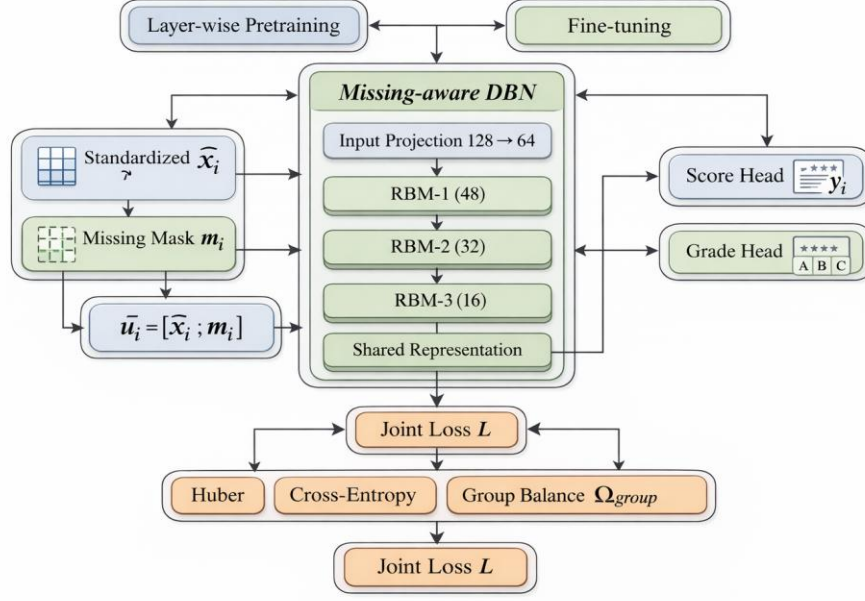 Layer-wise Pretraining
Fine-tuning
Missing-aware DBN
Input Projection 128 → 64
RBM-1 (48)
RBM-2 (32)
RBM-3 (16)
Shared Representation
Standardized x̂ᵢ
Missing Mask mᵢ
ūᵢ = [x̂ᵢ ; mᵢ]
Score Head yᵢ
Grade Head
A B C
Joint Loss L
Huber
Cross-Entropy
Group Balance Ω_group
Joint Loss L